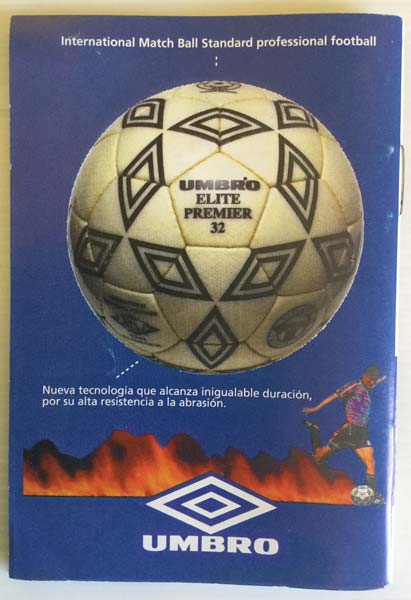 International Match Ball Standard professional football
UMBRO
ELITE
PREMIER
32
Nueva tecnología que alcanza inigualable duración,
por su alta resistencia a la abrasión.
UMBRO